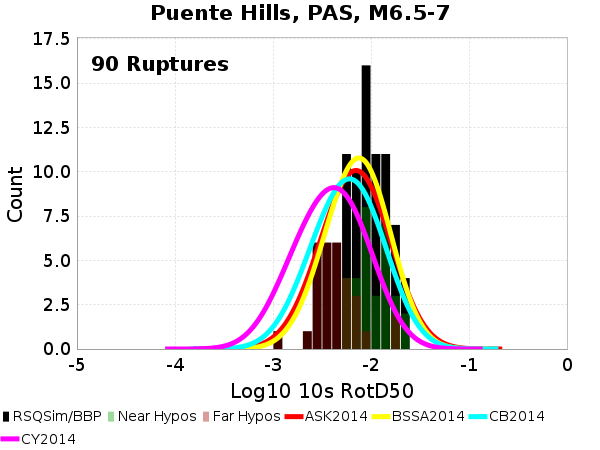 Puente Hills, PAS, M6.5-7
90 Ruptures
Count
17.5
15.0
12.5
10.0
7.5
5.0
2.5
0.0
-5 -4 -3 -2 -1 0
Log10 10s RotD50
RSQSim/BBP Near Hypos Far Hypos ASK2014 BSSA2014 CB2014
CY2014